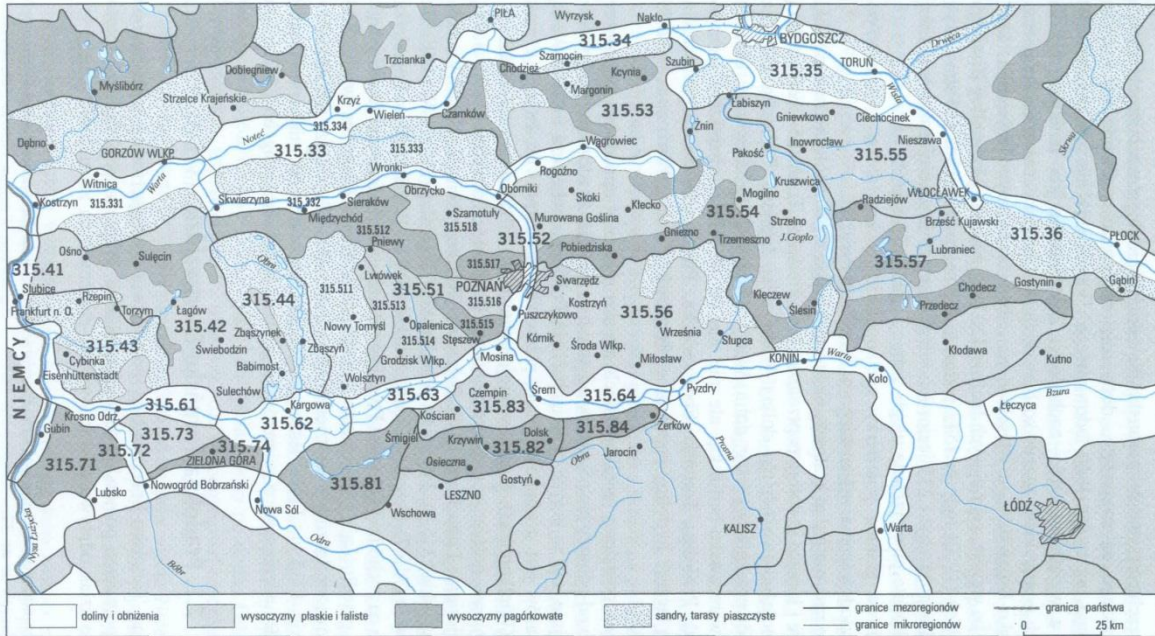 PIŁA
Wyrzysk
Nakło
315.34
BYDGOSZCZ
Drwęca
Trzcianka
Szamocin
Chodzież
Kcynia
Szubin
315.35
TORUŃ
Dobiegniew
Myślibórz
Margonin
Strzelce Krajeńskie
Krzyż
Wieleń
Czarnków
315.53
Łabiszyn
Gniewkowo
Ciechocinek
Wisła
315.334
Noteć
Żnin
Nieszawa
Skrwa
Dębno
GORZÓW WLKP.
315.33
315.333
Wągrowiec
Pakość
Inowrocław
315.55
Wronki
Rogoźno
Witnica
Warta
Obrzycko
Oborniki
Skoki
Kruszwica
WŁOCŁAWEK
Kostrzyn
315.331
Skwierzyna
315.332
Sieraków
Międzychód
Szamotuły
315.518
Kłecko
Mogilno
315.54
Radziejów
Brześć Kujawski
315.36
Murowana Goślina
Strzelno
315.512
315.52
Gniezno
Trzemeszno
J.Gopło
Lubraniec
PŁOCK
Ośno
Sulęcin
Obra
Pniewy
Pobiedziska
315.57
315.41
Lwówek
315.517
Gostynin
Gąbin
Słubice
Rzepin
315.44
315.511
315.51
POZNAŃ
Swarzędz
Kleczew
Ślesin
Chodecz
Frankfurt n. O.
Torzym
Łagów
315.513
315.516
Kostrzyn
315.56
Przedecz
315.42
Zbąszynek
Nowy Tomyśl
Opalenica
Puszczykowo
Września
315.43
Świebodzin
Zbąszyń
315.515
Stęszew
Kórnik
Słupca
Kłodawa
Kutno
Cybinka
Babimost
315.514
Grodzisk Wlkp.
Mosina
Środa Wlkp.
Miłosław
KONIN
Warta
Koło
NIEMCY
Eisenhüttenstadt
Sulechów
Wolsztyn
Czempiń
Śrem
Pyzdry
Bzura
Krosno Odrz.
315.61
Kargowa
315.63
315.83
315.64
Łęczyca
Gubin
315.62
Kościan
315.73
315.74
Śmigiel
Dolsk
315.84
Żerków
315.72
Krzywin
315.82
315.71
ZIELONA GÓRA
Osieczna
Obra
Jarocin
Prosna
Lubsko
Nowogród Bobrzański
315.81
LESZNO
Gostyń
Nowa Sól
Wschowa
KALISZ
Warta
ŁÓDŹ
Nysa Łużycka
Bóbr
Odra
doliny i obniżenia
wysoczyzny płaskie i faliste
wysoczyzny pagórkowate
sandry, tarasy piaszczyste
granice mezoregionów
granice mikroregionów
granica państwa
0 25 km